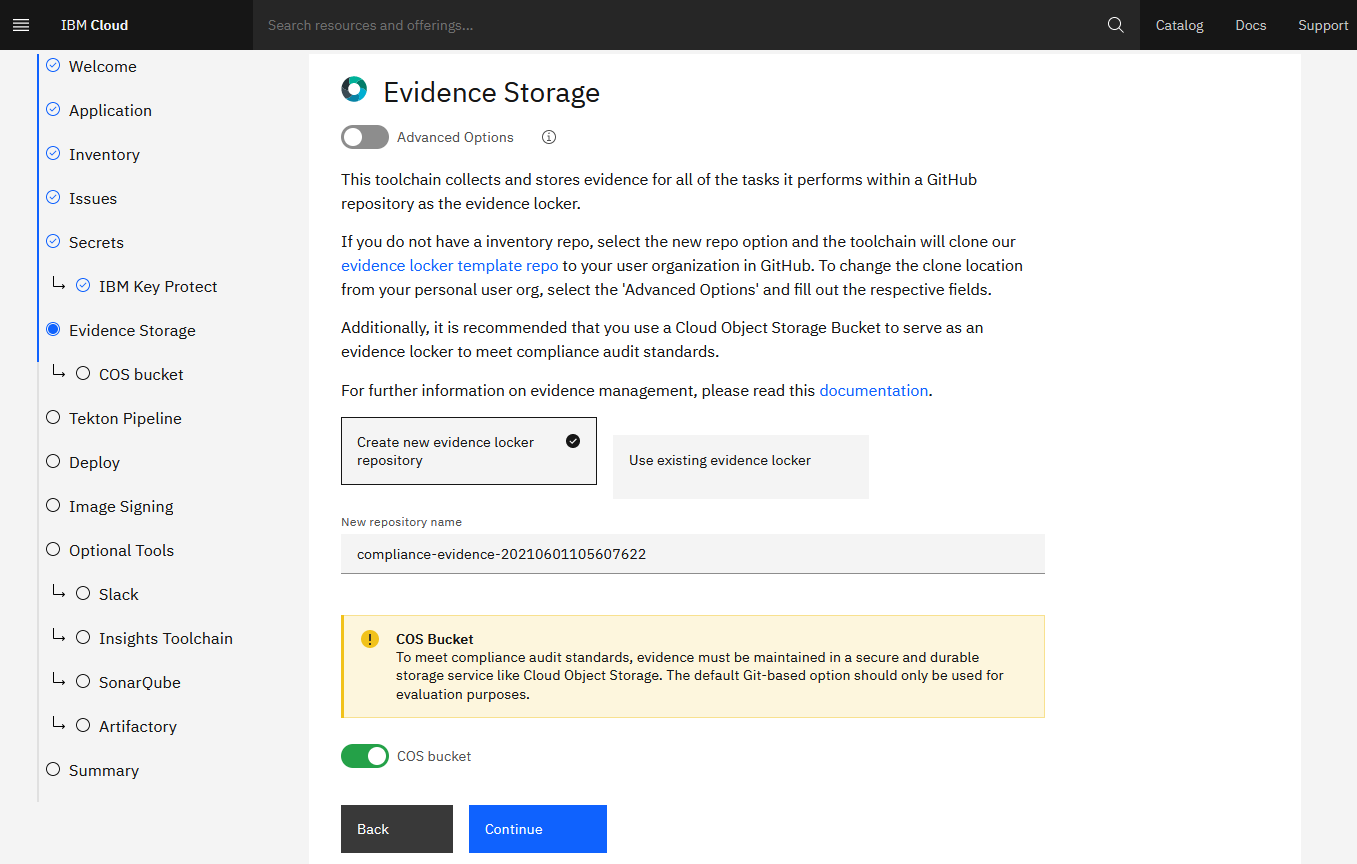 IBM Cloud
Search resources and offerings...
Catalog
Docs
Support
Welcome
Application
Inventory
Issues
Secrets
IBM Key Protect
Evidence Storage
COS bucket
Tekton Pipeline
Deploy
Image Signing
Optional Tools
Slack
Insights Toolchain
SonarQube
Artifactory
Summary
Evidence Storage
Advanced Options
This toolchain collects and stores evidence for all of the tasks it performs within a GitHub
repository as the evidence locker.
If you do not have a inventory repo, select the new repo option and the toolchain will clone our
evidence locker template repo to your user organization in GitHub. To change the clone location
from your personal user org, select the 'Advanced Options' and fill out the respective fields.
Additionally, it is recommended that you use a Cloud Object Storage Bucket to serve as an
evidence locker to meet compliance audit standards.
For further information on evidence management, please read this documentation.
Create new evidence locker
repository
Use existing evidence locker
New repository name
compliance-evidence-20210601105607622
COS Bucket
To meet compliance audit standards, evidence must be maintained in a secure and durable
storage service like Cloud Object Storage. The default Git-based option should only be used for
evaluation purposes.
COS bucket
Back
Continue